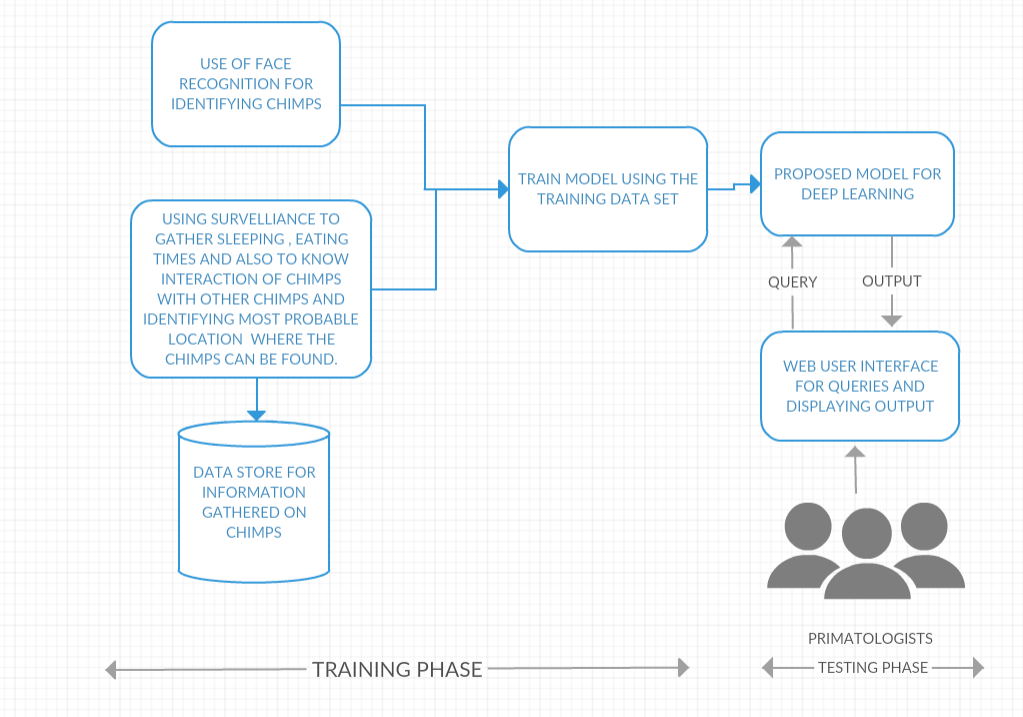 USE OF FACE
RECOGNITION FOR
IDENTIFYING CHIMPS
USING SURVELLIANCE TO
GATHER SLEEPING , EATING
TIMES AND ALSO TO KNOW
INTERACTION OF CHIMPS
WITH OTHER CHIMPS AND
IDENTIFYING MOST PROBABLE
LOCATION WHERE THE
CHIMPS CAN BE FOUND.
DATA STORE FOR
INFORMATION
GATHERED ON
CHIMPS
TRAIN MODEL USING THE
TRAINING DATA SET
PROPOSED MODEL FOR
DEEP LEARNING
QUERY
OUTPUT
WEB USER INTERFACE
FOR QUERIES AND
DISPLAYING OUTPUT
PRIMATOLOGISTS
TRAINING PHASE
TESTING PHASE